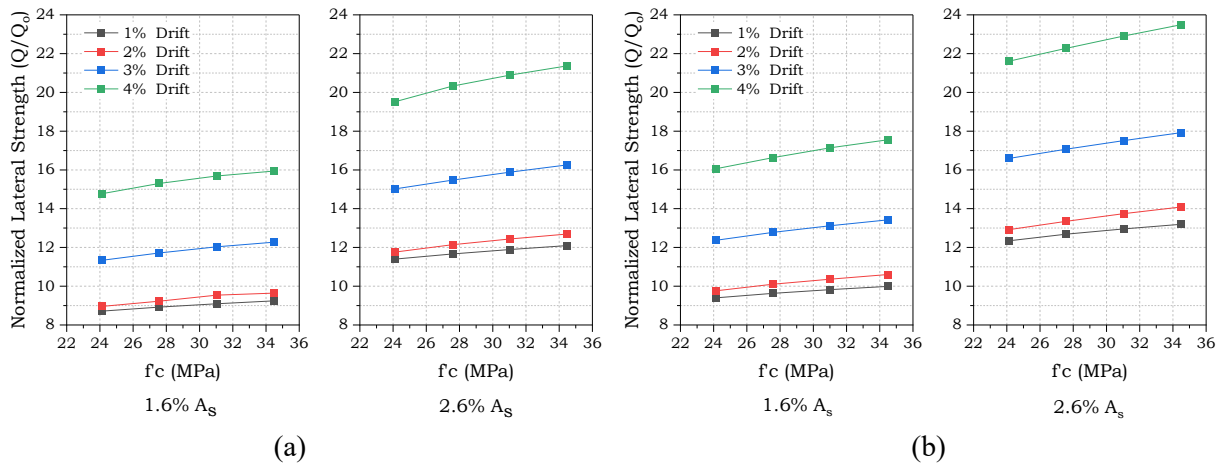 Normalized Lateral Strength (Q/Qo)
24
22
20
18
16
14
12
10
8
1% Drift
2% Drift
3% Drift
4% Drift
22 24 26 28 30 32 34 36
f'c (MPa)
1.6% As
24
22
20
18
16
14
12
10
8
22 24 26 28 30 32 34 36
f'c (MPa)
2.6% As
(a)
Normalized Lateral Strength (Q/Qo)
24
22
20
18
16
14
12
10
8
1% Drift
2% Drift
3% Drift
4% Drift
22 24 26 28 30 32 34 36
f'c (MPa)
1.6% As
24
22
20
18
16
14
12
10
8
22 24 26 28 30 32 34 36
f'c (MPa)
2.6% As
(b)